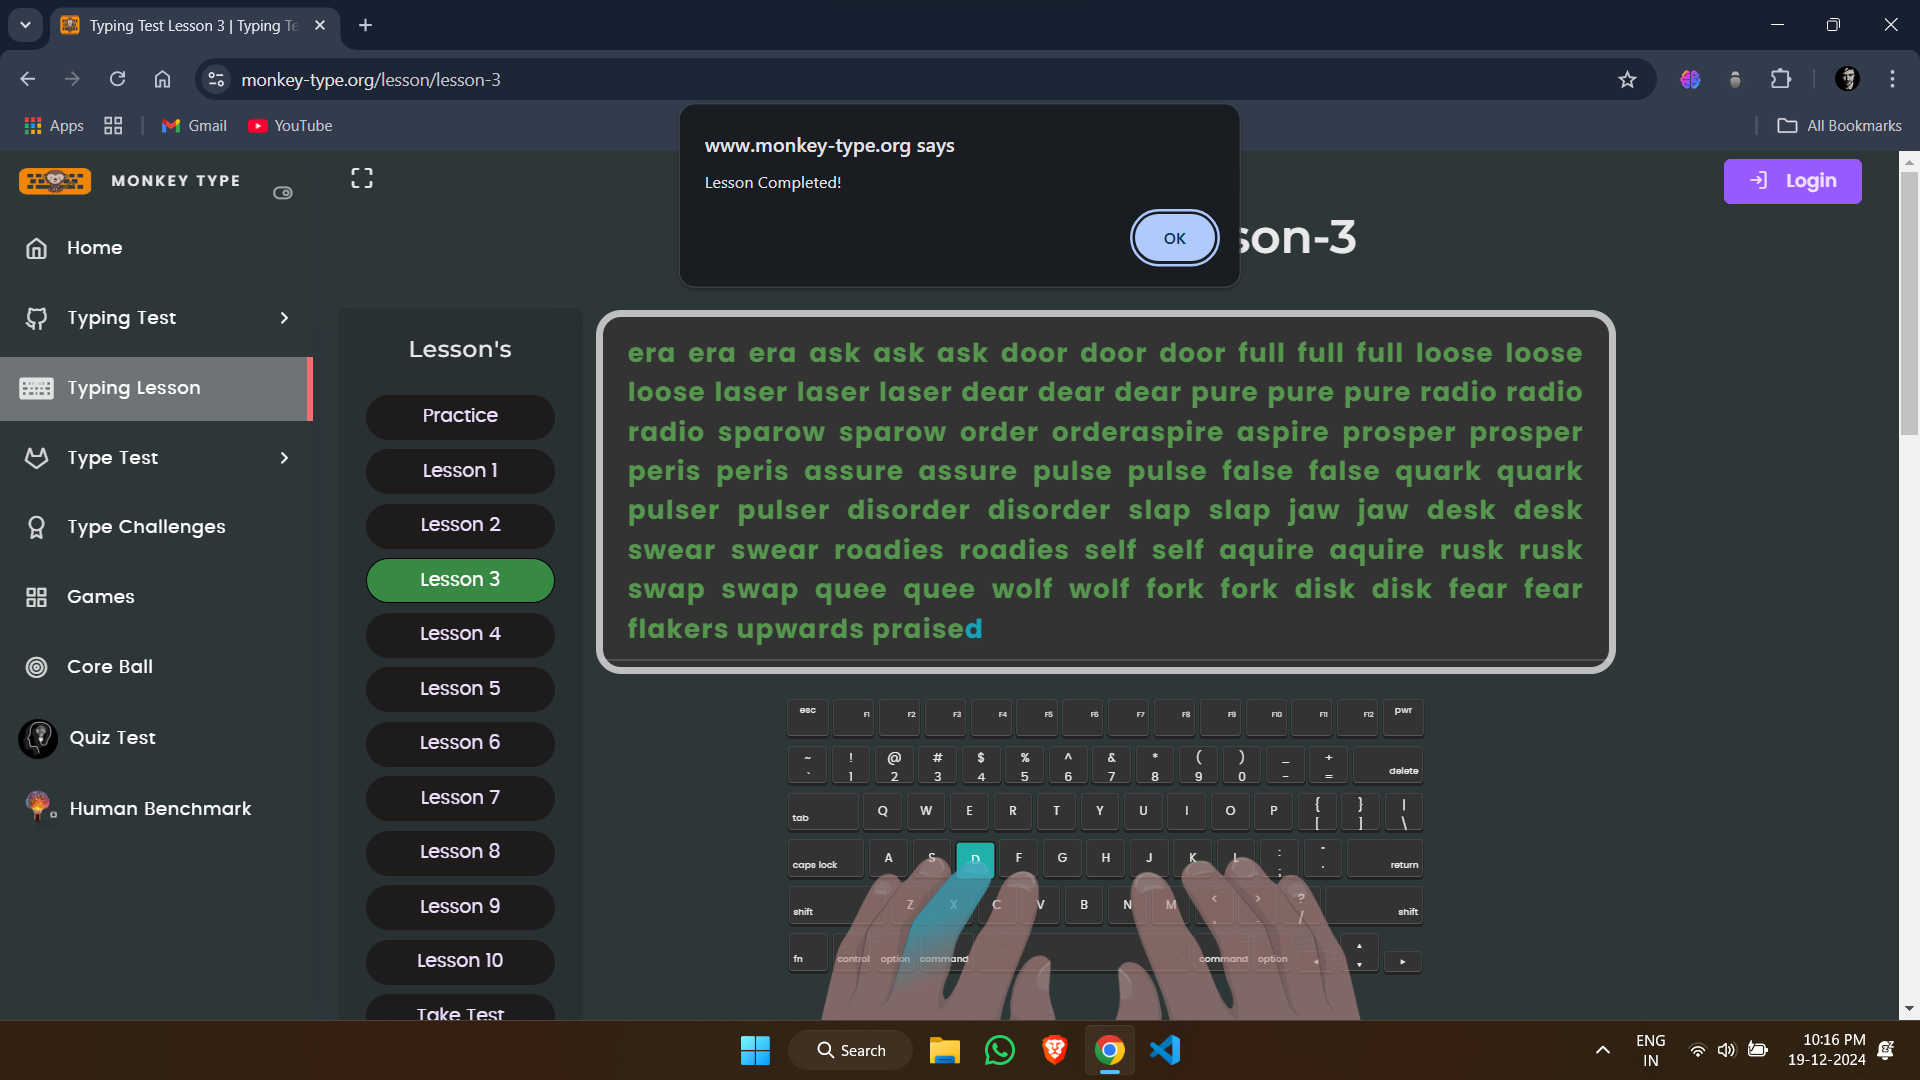 Typing Test Lesson 3 | Typing Te
monkey-type.org/lesson/lesson-3
Apps
Gmail
YouTube
All Bookmarks
www.monkey-type.org says
Lesson Completed!
OK
MONKEY TYPE
Login
son-3
Home
Typing Test
Typing Lesson
Type Test
Type Challenges
Games
Core Ball
Quiz Test
Human Benchmark
Lesson's
Practice
Lesson 1
Lesson 2
Lesson 3
Lesson 4
Lesson 5
Lesson 6
Lesson 7
Lesson 8
Lesson 9
Lesson 10
Take Test
era era era ask ask ask door door door full full full loose loose
loose laser laser laser dear dear dear pure pure pure radio radio
radio sparow sparow order orderaspire aspire prosper prosper
peris peris assure assure pulse pulse false false quark quark
pulser pulser disorder disorder slap slap jaw jaw desk desk
swear swear roadies roadies self self aquire aquire rusk rusk
swap swap quee quee wolf wolf fork fork disk disk fear fear
flakers upwards praised
esc F1 F2 F3 F4 F5 F6 F7 F8 F9 F10 F11 F12 pwr
~ ! @ # $ % ^ & * ( ) _ +
` 1 2 3 4 5 6 7 8 9 0 - = delete
tab Q W E R T Y U I O P { } |
[ ] \
caps lock A S D F G H J K L : ; return
shift Z X C V B N M < > ? / shift
fn control option command command option
Search
ENG
IN
10:16 PM
19-12-2024